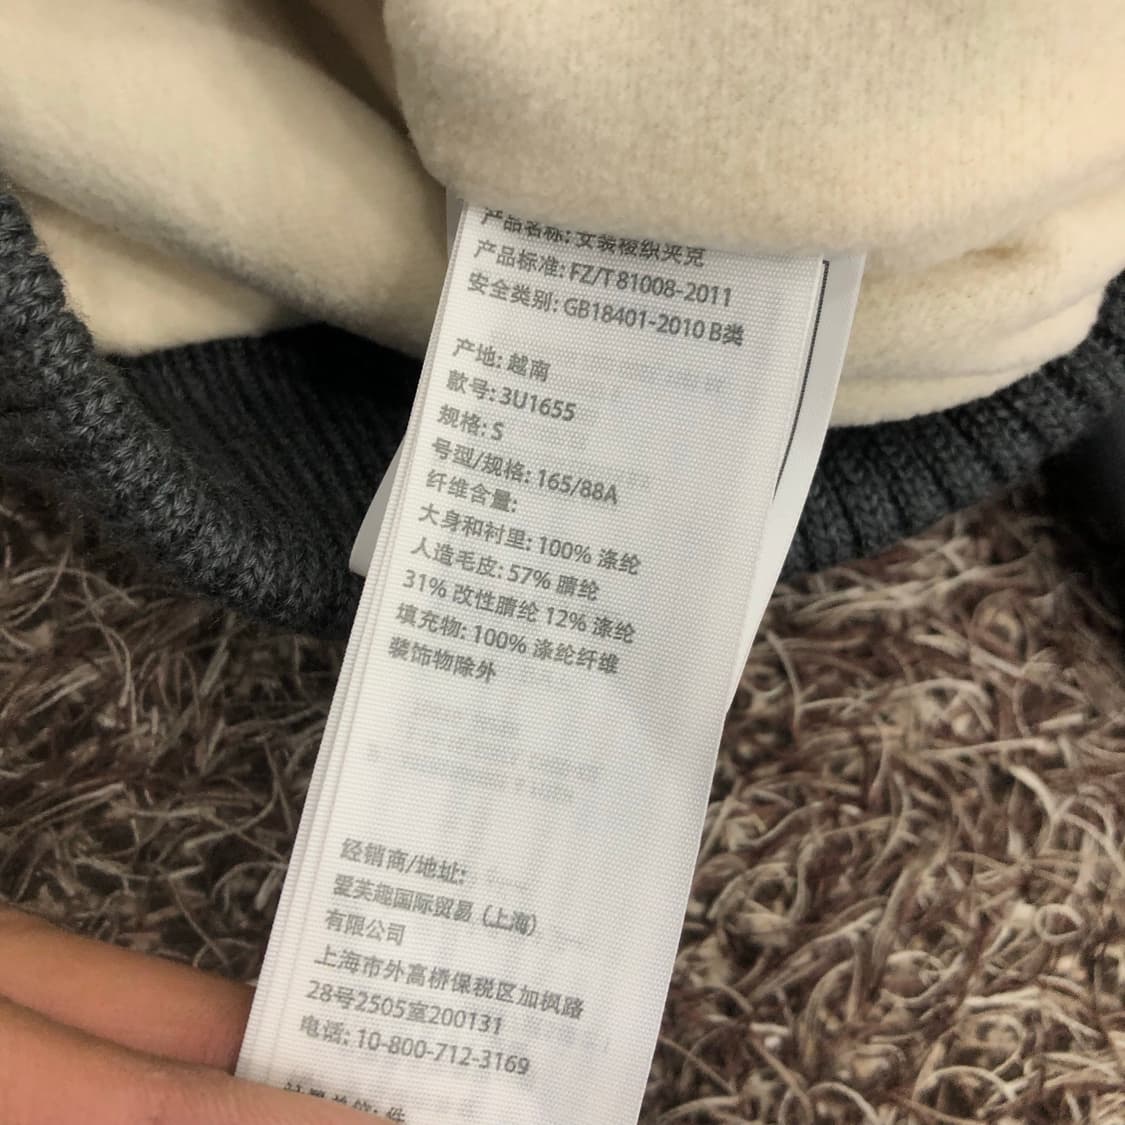 产品名称: 女装梭织夹克
产品标准: FZ/T 81008-2011
安全类别: GB18401-2010 B类
产地: 越南
款号: 3U1655
规格: S
号型/规格: 165/88A
纤维含量:
大身和衬里: 100% 涤纶
人造毛皮: 57% 腈纶
31% 改性腈纶 12% 涤纶
填充物: 100% 涤纶纤维
装饰物除外
经销商/地址:
爱芙趣国际贸易 (上海)
有限公司
上海市外高桥保税区加枫路
28号2505室200131
电话: 10-800-712-3169
计量单位: 件